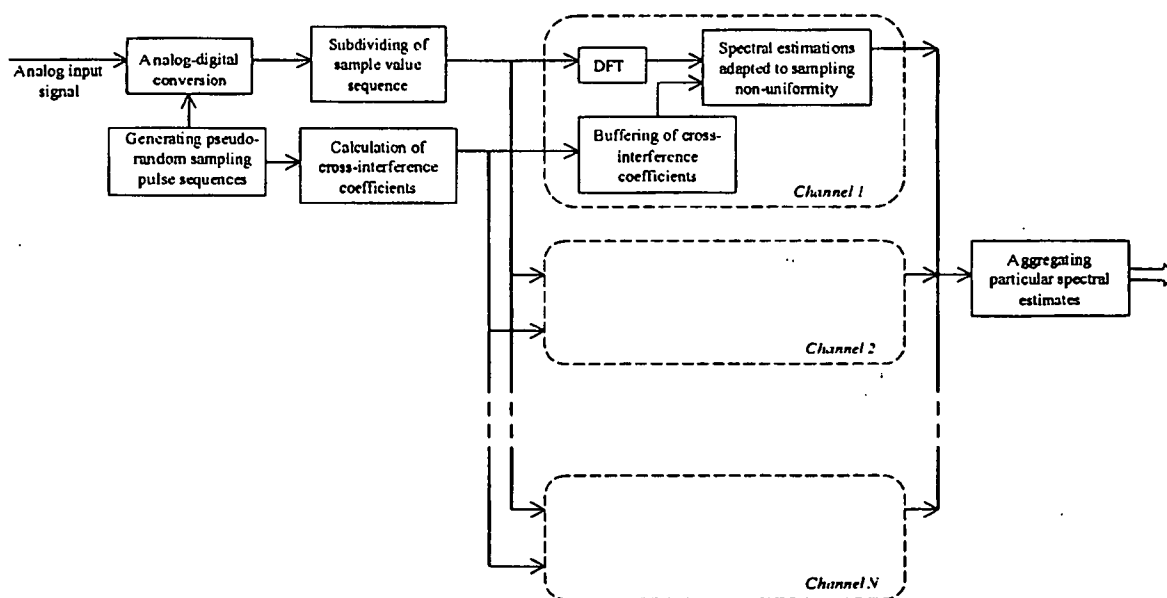 Analog input
signal
Analog-digital
conversion
Subdividing of
sample value
sequence
Generating pseudo-
random sampling
pulse sequences
Calculation of
cross-interference
coefficients
DFT
Spectral estimations
adapted to sampling
non-uniformity
Buffering of cross-
interference
coefficients
Channel 1
Channel 2
Channel N
Aggregating
particular spectral
estimates